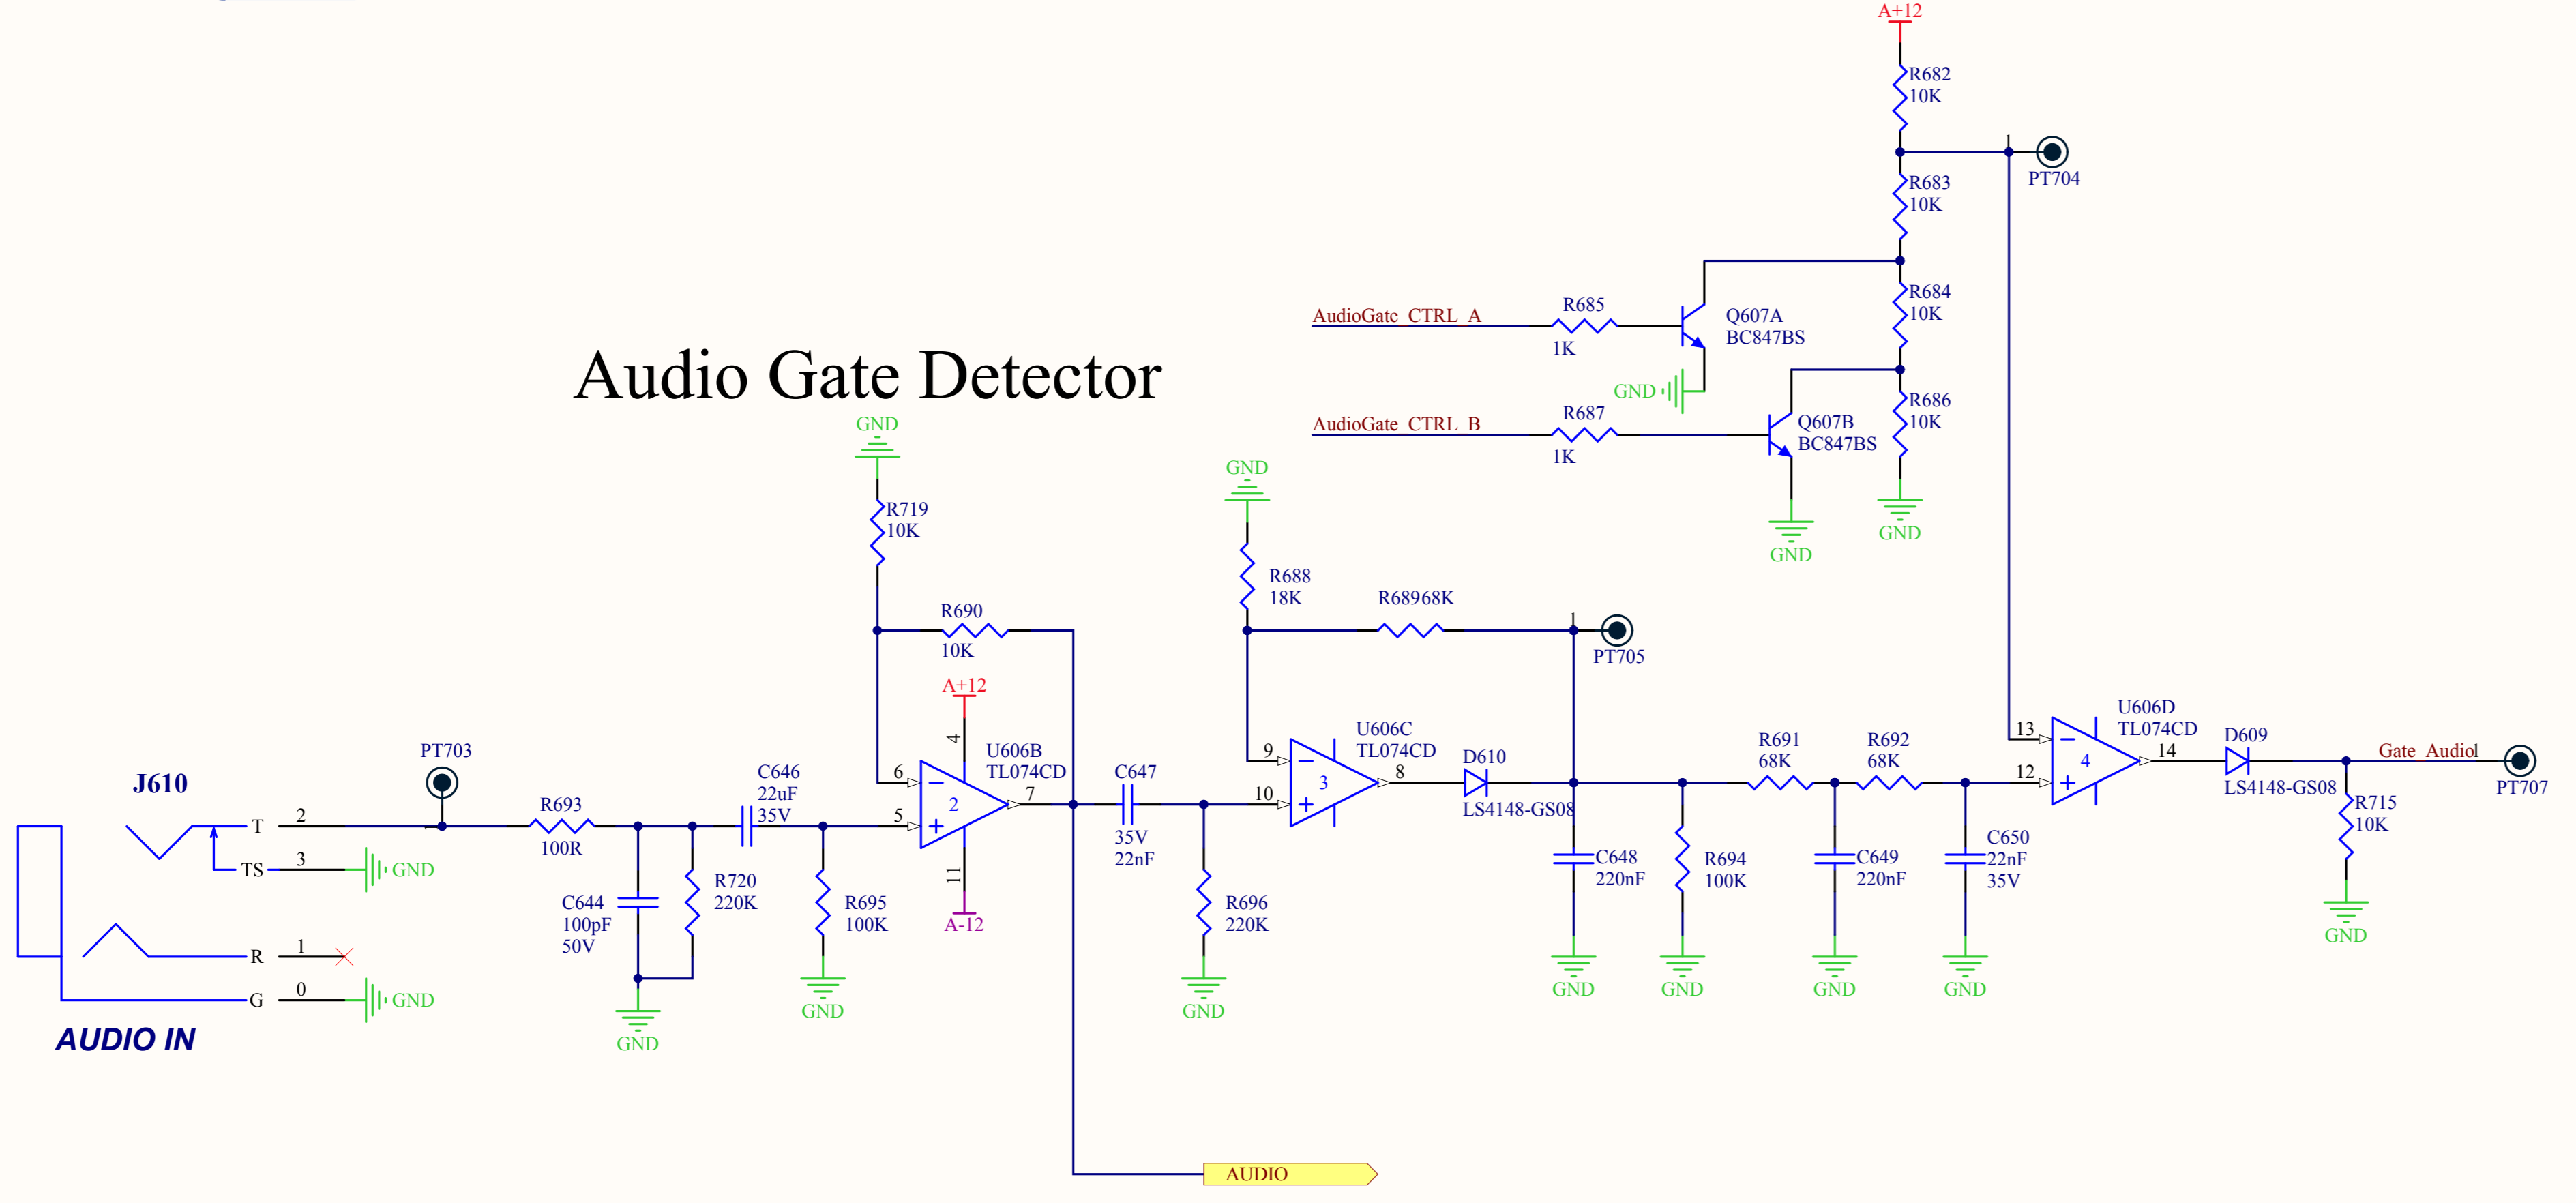 A+12
R682
10K
1
PT704
R683
10K
R684
10K
AudioGate_CTRL_A
R685
1K
Q607A
BC847BS
GND
Audio Gate Detector
AudioGate_CTRL_B
R687
1K
Q607B
BC847BS
R686
10K
GND
GND
GND
R719
10K
GND
R688
18K
R690
10K
R68968K
1
PT705
A+12
4
U606B
TL074CD
6
5
2
7
11
A-12
J610
PT703
T
2
TS
3
GND
R
1
G
0
GND
AUDIO IN
R693
100R
C644
100pF
50V
R720
220K
GND
C646
22uF
35V
R695
100K
GND
C647
35V
22nF
R696
220K
GND
U606C
TL074CD
9
10
3
8
D610
LS4148-GS08
C648
220nF
GND
R694
100K
GND
R691
68K
R692
68K
C649
220nF
GND
C650
22nF
35V
GND
U606D
TL074CD
13
12
4
14
D609
LS4148-GS08
Gate_Audio
1
PT707
R715
10K
GND
AUDIO